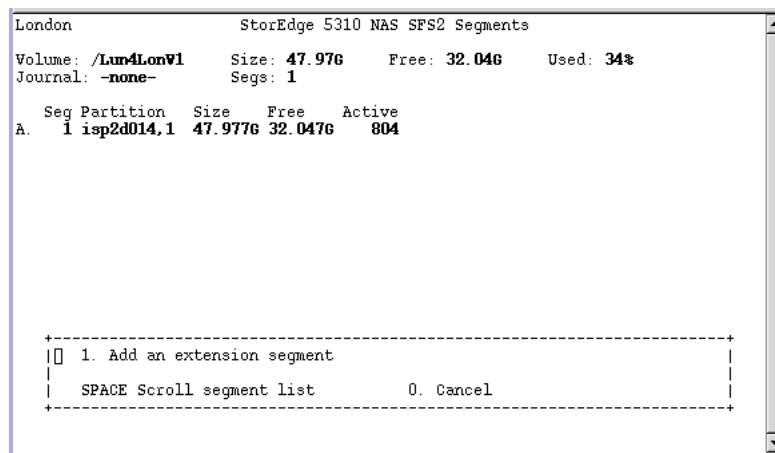 London StorEdge 5310 NAS SFS2 Segments
Volume: /Lun4LonV1 Size: 47.97G Free: 32.04G Used: 34%
Journal: -none- Segs: 1
Seg Partition Size Free Active
A. 1 isp2d014,1 47.977G 32.047G 804
1. Add an extension segment
SPACE Scroll segment list 0. Cancel